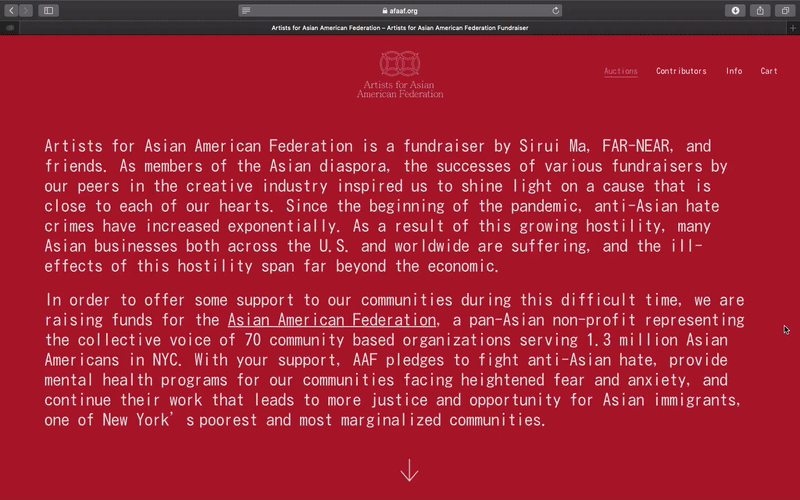 afaaf.org
Artists for Asian American Federation – Artists for Asian American Federation Fundraiser
Artists for Asian
American Federation
Auctions Contributors Info Cart
Artists for Asian American Federation is a fundraiser by Sirui Ma, FAR-NEAR, and
friends. As members of the Asian diaspora, the successes of various fundraisers by
our peers in the creative industry inspired us to shine light on a cause that is
close to each of our hearts. Since the beginning of the pandemic, anti-Asian hate
crimes have increased exponentially. As a result of this growing hostility, many
Asian businesses both across the U.S. and worldwide are suffering, and the ill-
effects of this hostility span far beyond the economic.
In order to offer some support to our communities during this difficult time, we are
raising funds for the Asian American Federation, a pan-Asian non-profit representing
the collective voice of 70 community based organizations serving 1.3 million Asian
Americans in NYC. With your support, AAF pledges to fight anti-Asian hate, provide
mental health programs for our communities facing heightened fear and anxiety, and
continue their work that leads to more justice and opportunity for Asian immigrants,
one of New York’s poorest and most marginalized communities.